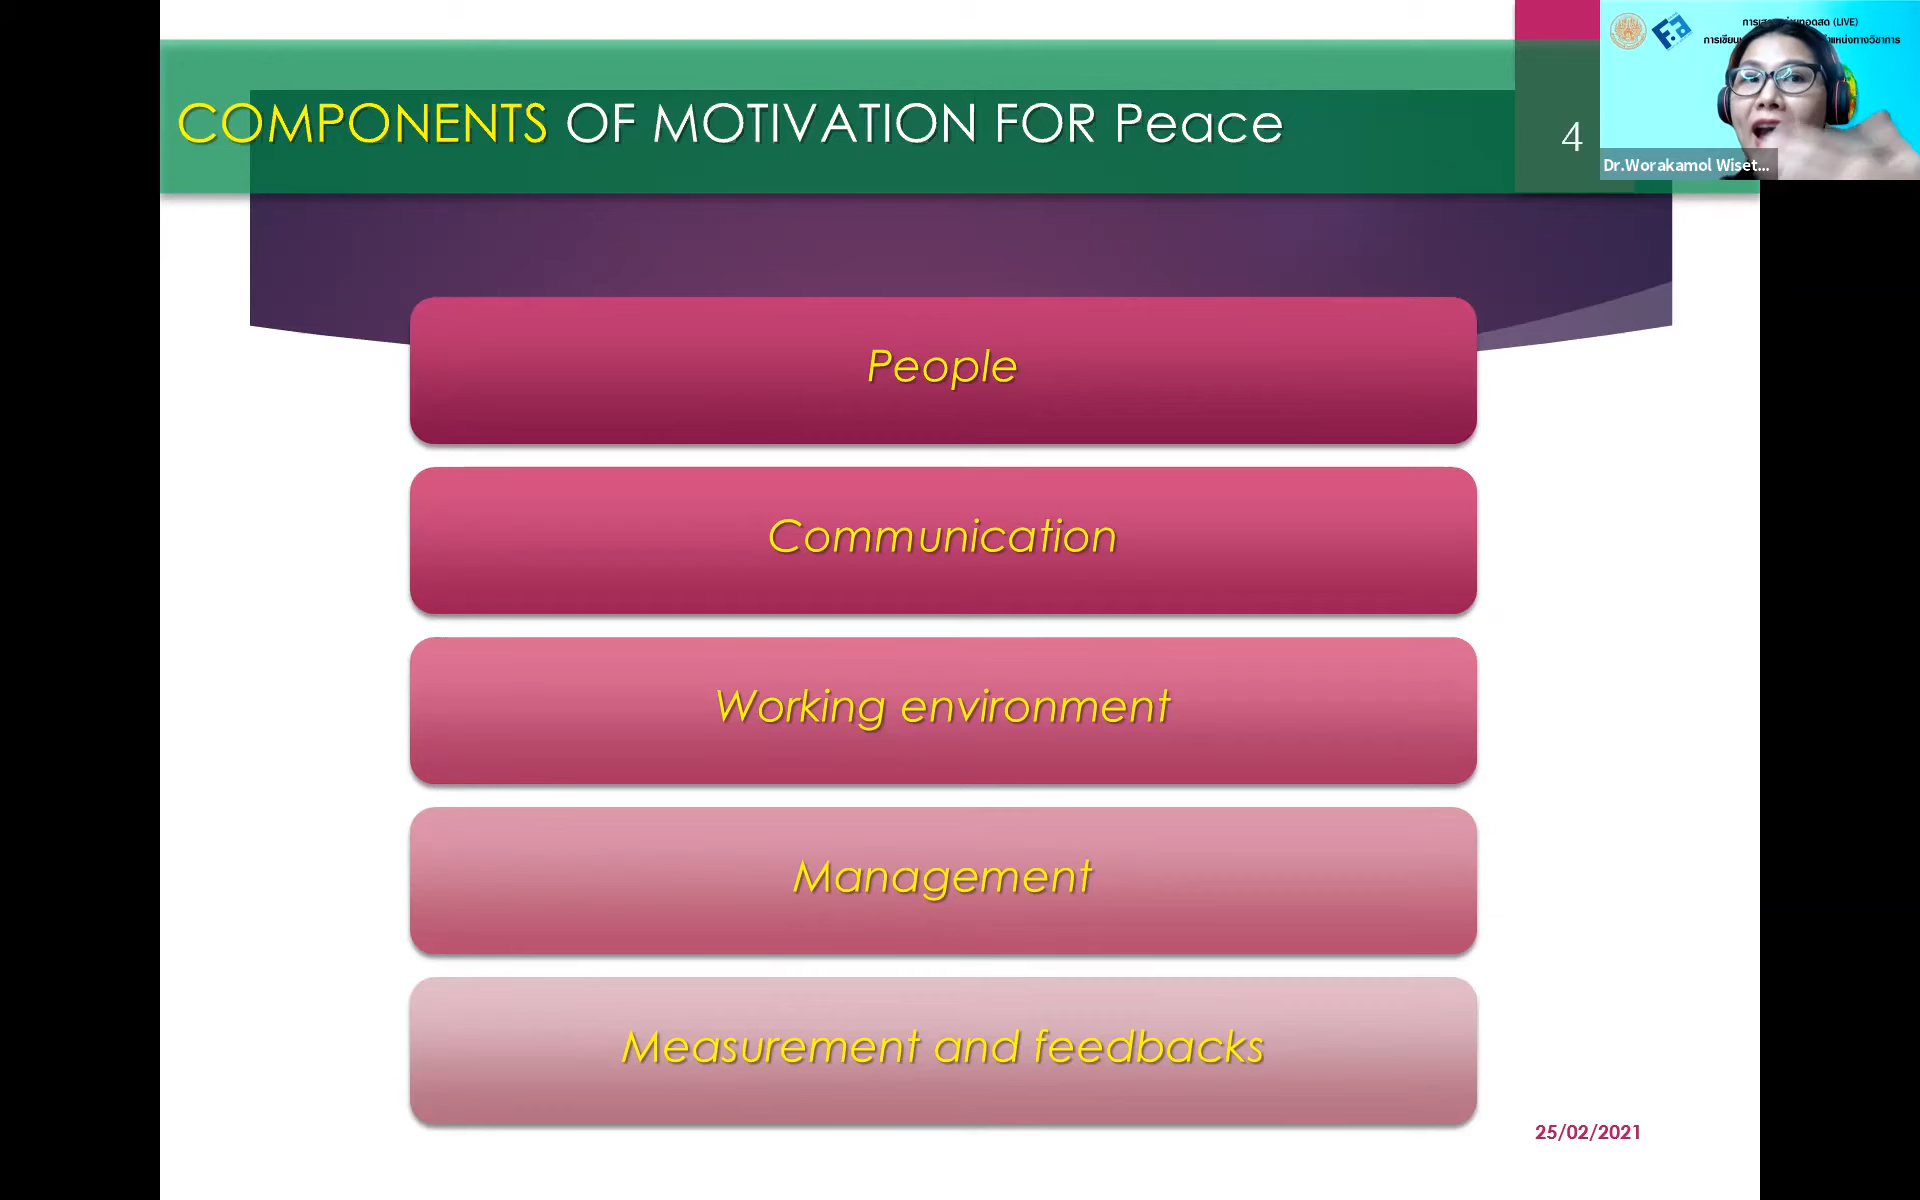 COMPONENTS OF MOTIVATION FOR Peace
4
(LIVE)
Dr.Worakamol Wiset...
People
Communication
Working environment
Management
Measurement and feedbacks
25/02/2021